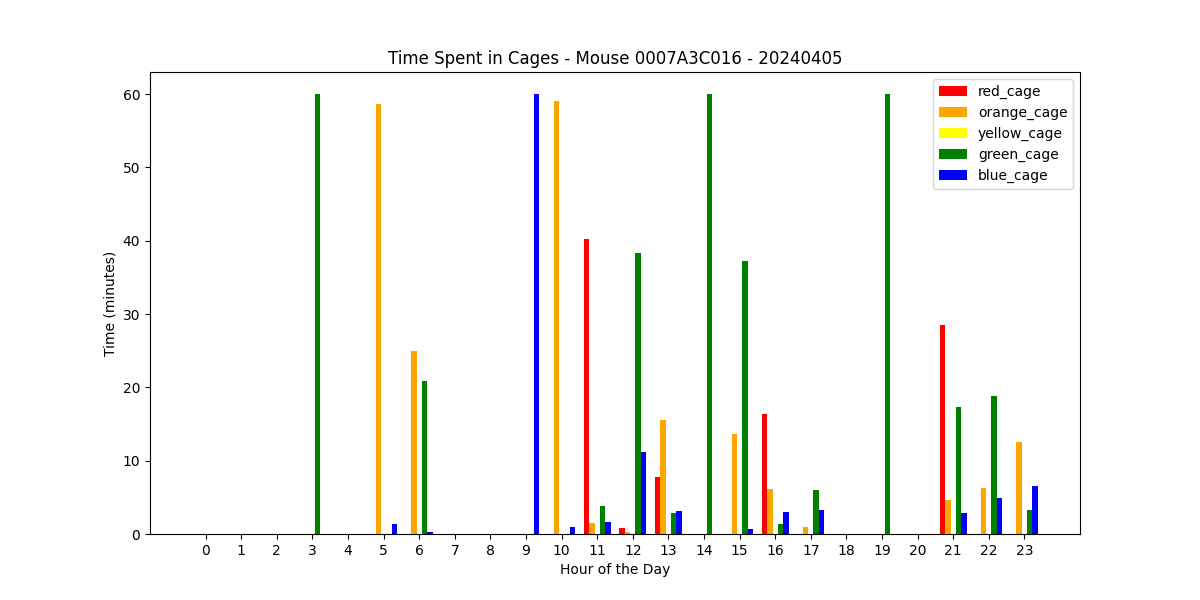 Time Spent in Cages - Mouse 0007A3C016 - 20240405
red_cage
orange_cage
yellow_cage
green_cage
blue_cage
60
50
40
30
20
10
0
Time (minutes)
0 1 2 3 4 5 6 7 8 9 10 11 12 13 14 15 16 17 18 19 20 21 22 23
Hour of the Day